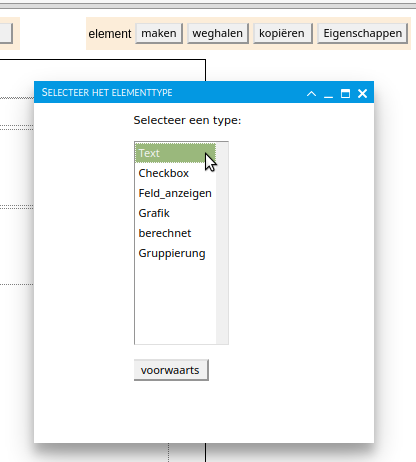 element maken weghalen kopiëren Eigenschappen
SELECTEER HET ELEMENTTYPE
Selecteer een type:
Text
Checkbox
Feld_anzeigen
Grafik
berechnet
Gruppierung
voorwaarts